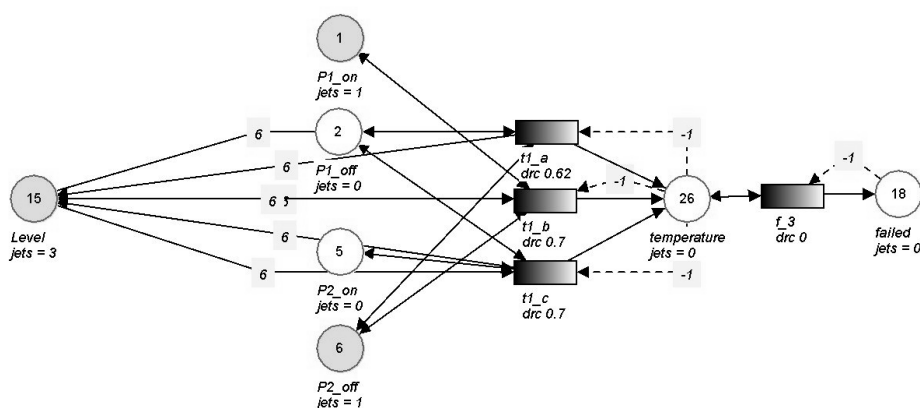 1
P1_on
jets = 1
6
2
P1_off
jets = 0
6
t1_a
drc 0.62
-1
15
Level
jets = 3
6
5
t1_b
drc 0.7
-1
26
temperature
jets = 0
f_3
drc 0
-1
18
failed
jets = 0
6
5
P2_on
jets = 0
6
t1_c
drc 0.7
-1
6
P2_off
jets = 1